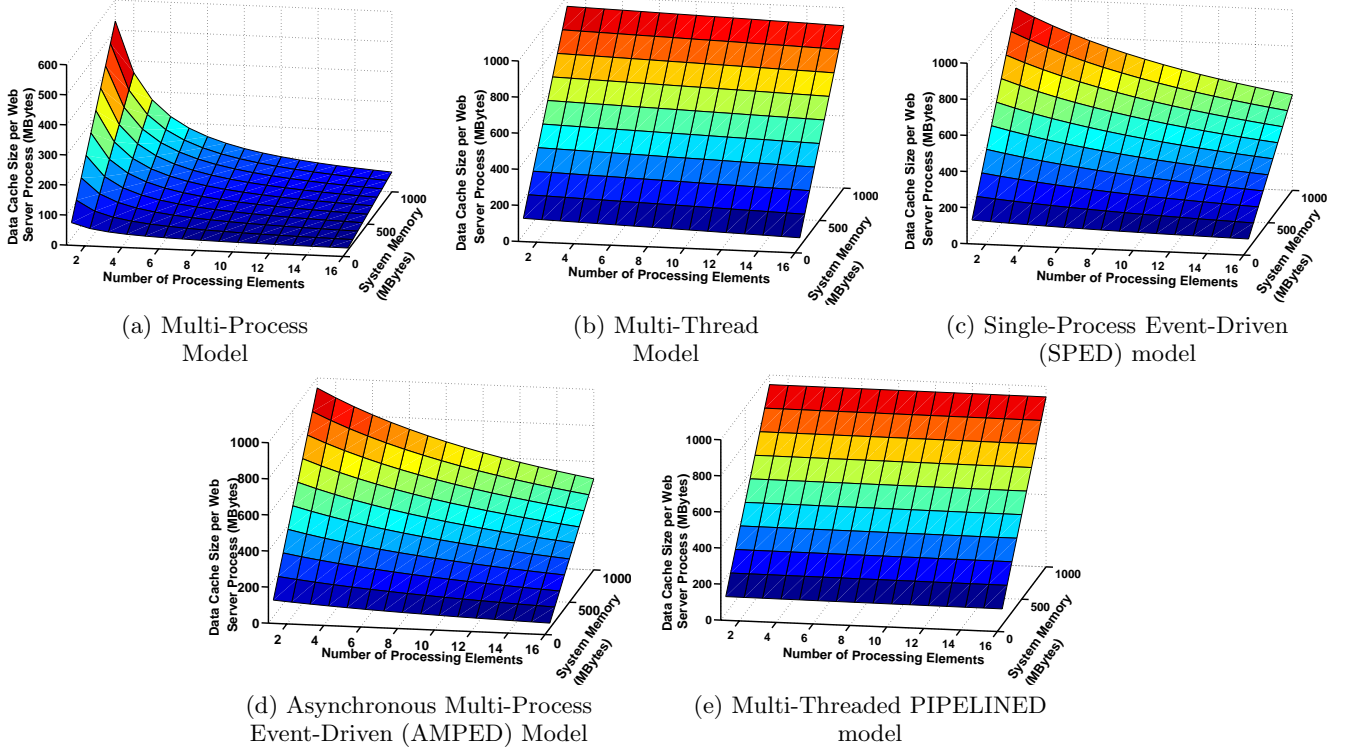 600
500
400
300
200
100
0
Data Cache Size per Web
Server Process (MBytes)
2 4 6 8 10 12 14 16
Number of Processing Elements
0 500 1000
System Memory
(MBytes)
(a) Multi-Process
Model
1000
800
600
400
200
0
Data Cache Size per Web
Server Process (MBytes)
2 4 6 8 10 12 14 16
Number of Processing Elements
0 500 1000
System Memory
(MBytes)
(b) Multi-Thread
Model
1000
800
600
400
200
0
Data Cache Size per Web
Server Process (MBytes)
2 4 6 8 10 12 14 16
Number of Processing Elements
0 500 1000
System Memory
(MBytes)
(c) Single-Process Event-Driven
(SPED) model
1000
800
600
400
200
0
Data Cache Size per Web
Server Process (MBytes)
2 4 6 8 10 12 14 16
Number of Processing Elements
0 500 1000
System Memory
(MBytes)
(d) Asynchronous Multi-Process
Event-Driven (AMPED) Model
1000
800
600
400
200
0
Data Cache Size per Web
Server Process (MBytes)
2 4 6 8 10 12 14 16
Number of Processing Elements
0 500 1000
System Memory
(MBytes)
(e) Multi-Threaded PIPELINED
model